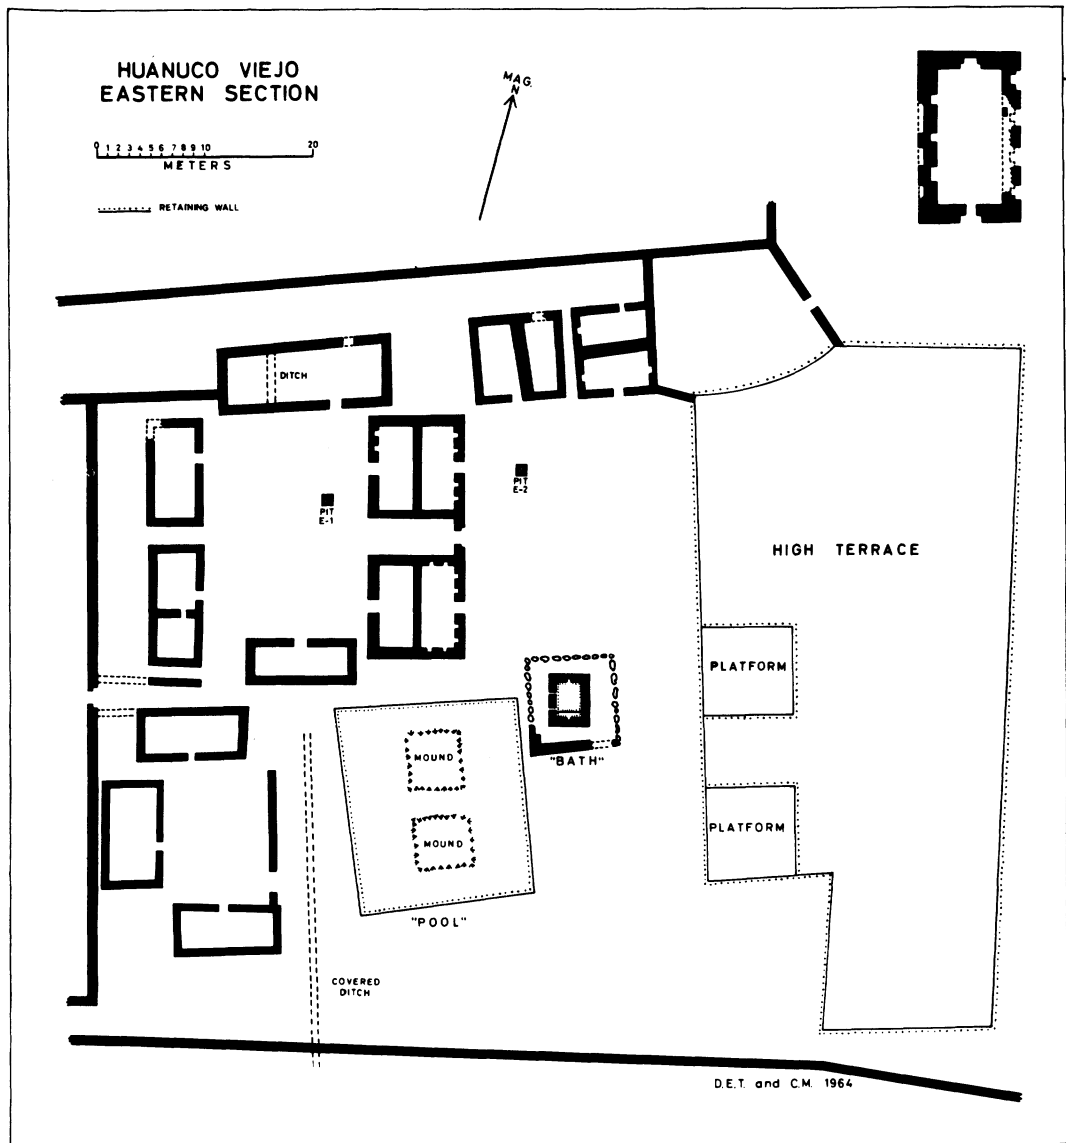 HUÁNUCO VIEJO
EASTERN SECTION
0 1 2 3 4 5 6 7 8 9 10 20
METERS
RETAINING WALL
MAG.
N
DITCH
PIT
E-1
PIT
E-2
HIGH TERRACE
PLATFORM
"BATH"
MOUND
PLATFORM
MOUND
"POOL"
COVERED
DITCH
D.E.T. and C.M. 1964